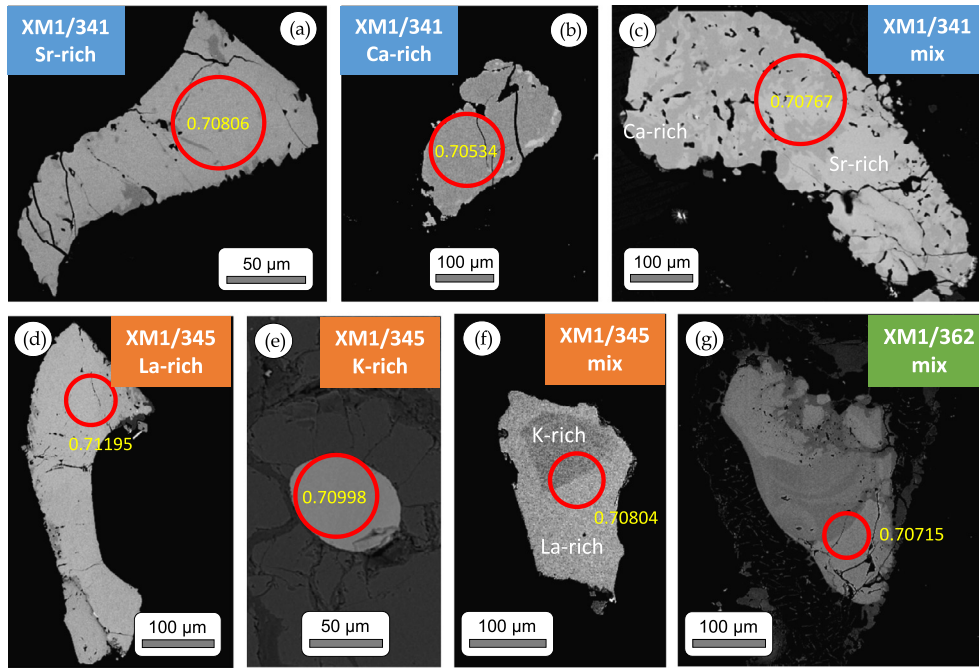 XM1/341
Sr-rich
(a)
0.70806
50 µm
XM1/341
Ca-rich
(b)
0.70534
100 µm
(c)
XM1/341
mix
0.70767
Ca-rich
Sr-rich
100 µm
(d)
XM1/345
La-rich
0.71195
100 µm
(e)
XM1/345
K-rich
0.70998
50 µm
(f)
XM1/345
mix
K-rich
0.70804
La-rich
100 µm
(g)
XM1/362
mix
0.70715
100 µm